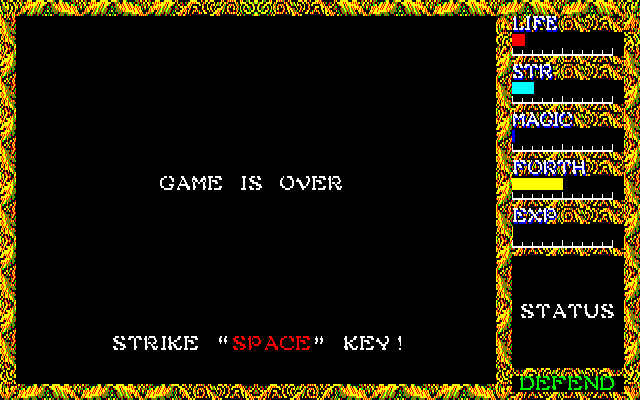 LIFE
STR
MAGIC
FORTH
EXP
GAME IS OVER
STATUS
STRIKE "SPACE" KEY!
DEFEND